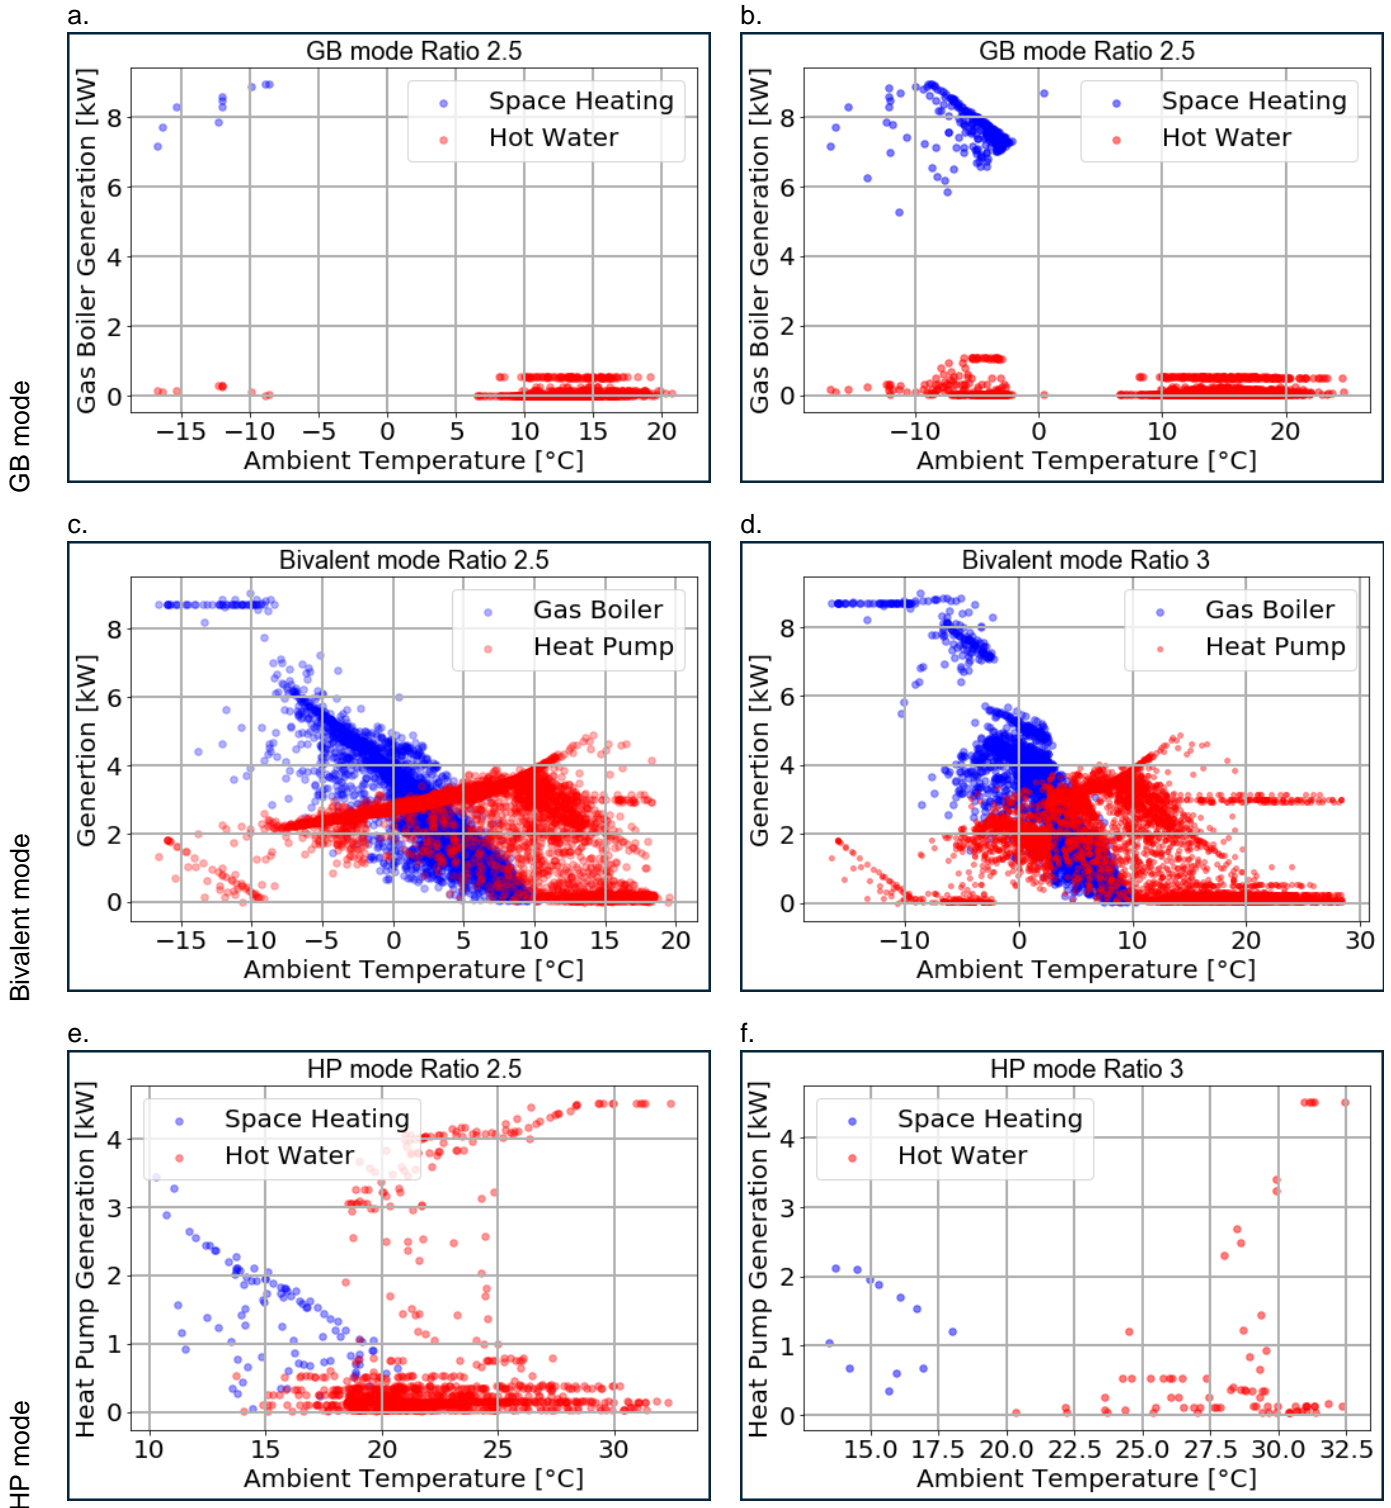 a.
GB mode Ratio 2.5
Gas Boiler Generation [kW]
8
6
4
2
0
Space Heating
Hot Water
−15 −10 −5 0 5 10 15 20
Ambient Temperature [°C]
b.
GB mode Ratio 2.5
Gas Boiler Generation [kW]
8
6
4
2
0
Space Heating
Hot Water
−10 0 10 20
Ambient Temperature [°C]
GB mode
c.
Bivalent mode Ratio 2.5
Genertion [kW]
8
6
4
2
0
Gas Boiler
Heat Pump
−15 −10 −5 0 5 10 15 20
Ambient Temperature [°C]
d.
Bivalent mode Ratio 3
Genertion [kW]
8
6
4
2
0
Gas Boiler
Heat Pump
−10 0 10 20 30
Ambient Temperature [°C]
Bivalent mode
e.
HP mode Ratio 2.5
Heat Pump Generation [kW]
4
3
2
1
0
Space Heating
Hot Water
10 15 20 25 30
Ambient Temperature [°C]
f.
HP mode Ratio 3
Heat Pump Generation [kW]
4
3
2
1
0
Space Heating
Hot Water
15.0 17.5 20.0 22.5 25.0 27.5 30.0 32.5
Ambient Temperature [°C]
HP mode